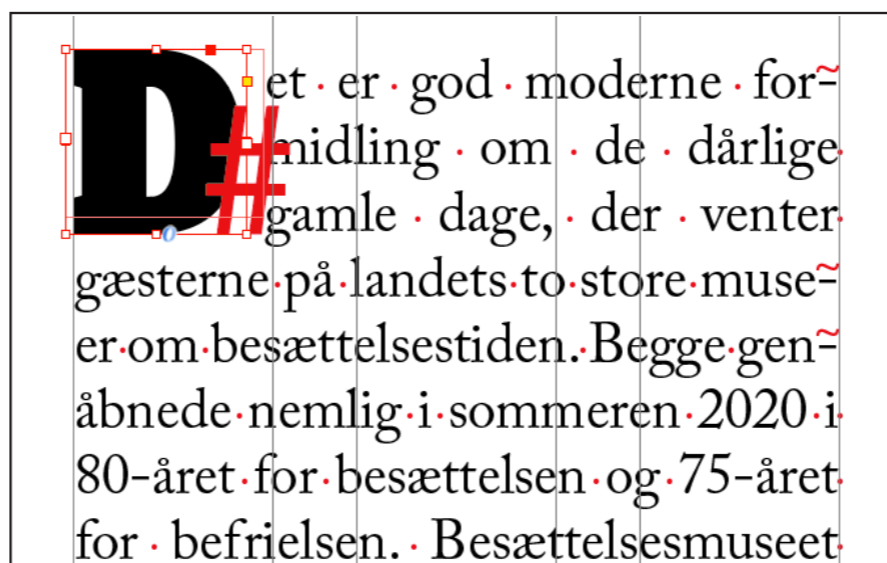 Det er god moderne for-
midling om de dårlige
gamle dage, der venter
gæsterne på landets to store muse-
er om besættelsestiden. Begge gen-
åbnede nemlig i sommeren 2020 i
80-året for besættelsen og 75-året
for befrielsen. Besættelsesmuseet